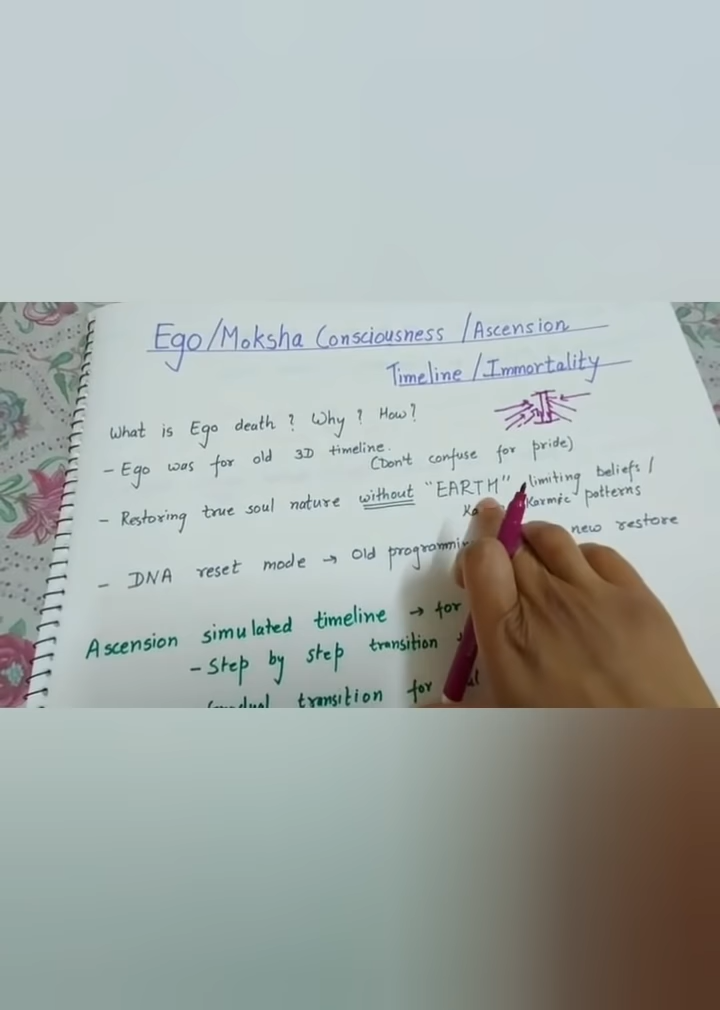 Ego/Moksha Consciousness /Ascension
Timeline /Immortality
What is Ego death? Why? How?
- Ego was for old 3D timeline.
(Don't confuse for pride)
- Restoring true soul nature without "EARTH" limiting beliefs/
Karmic patterns
- DNA reset mode → Old new restore
Ascension simulated timeline → for
- Step by step transition
transition for